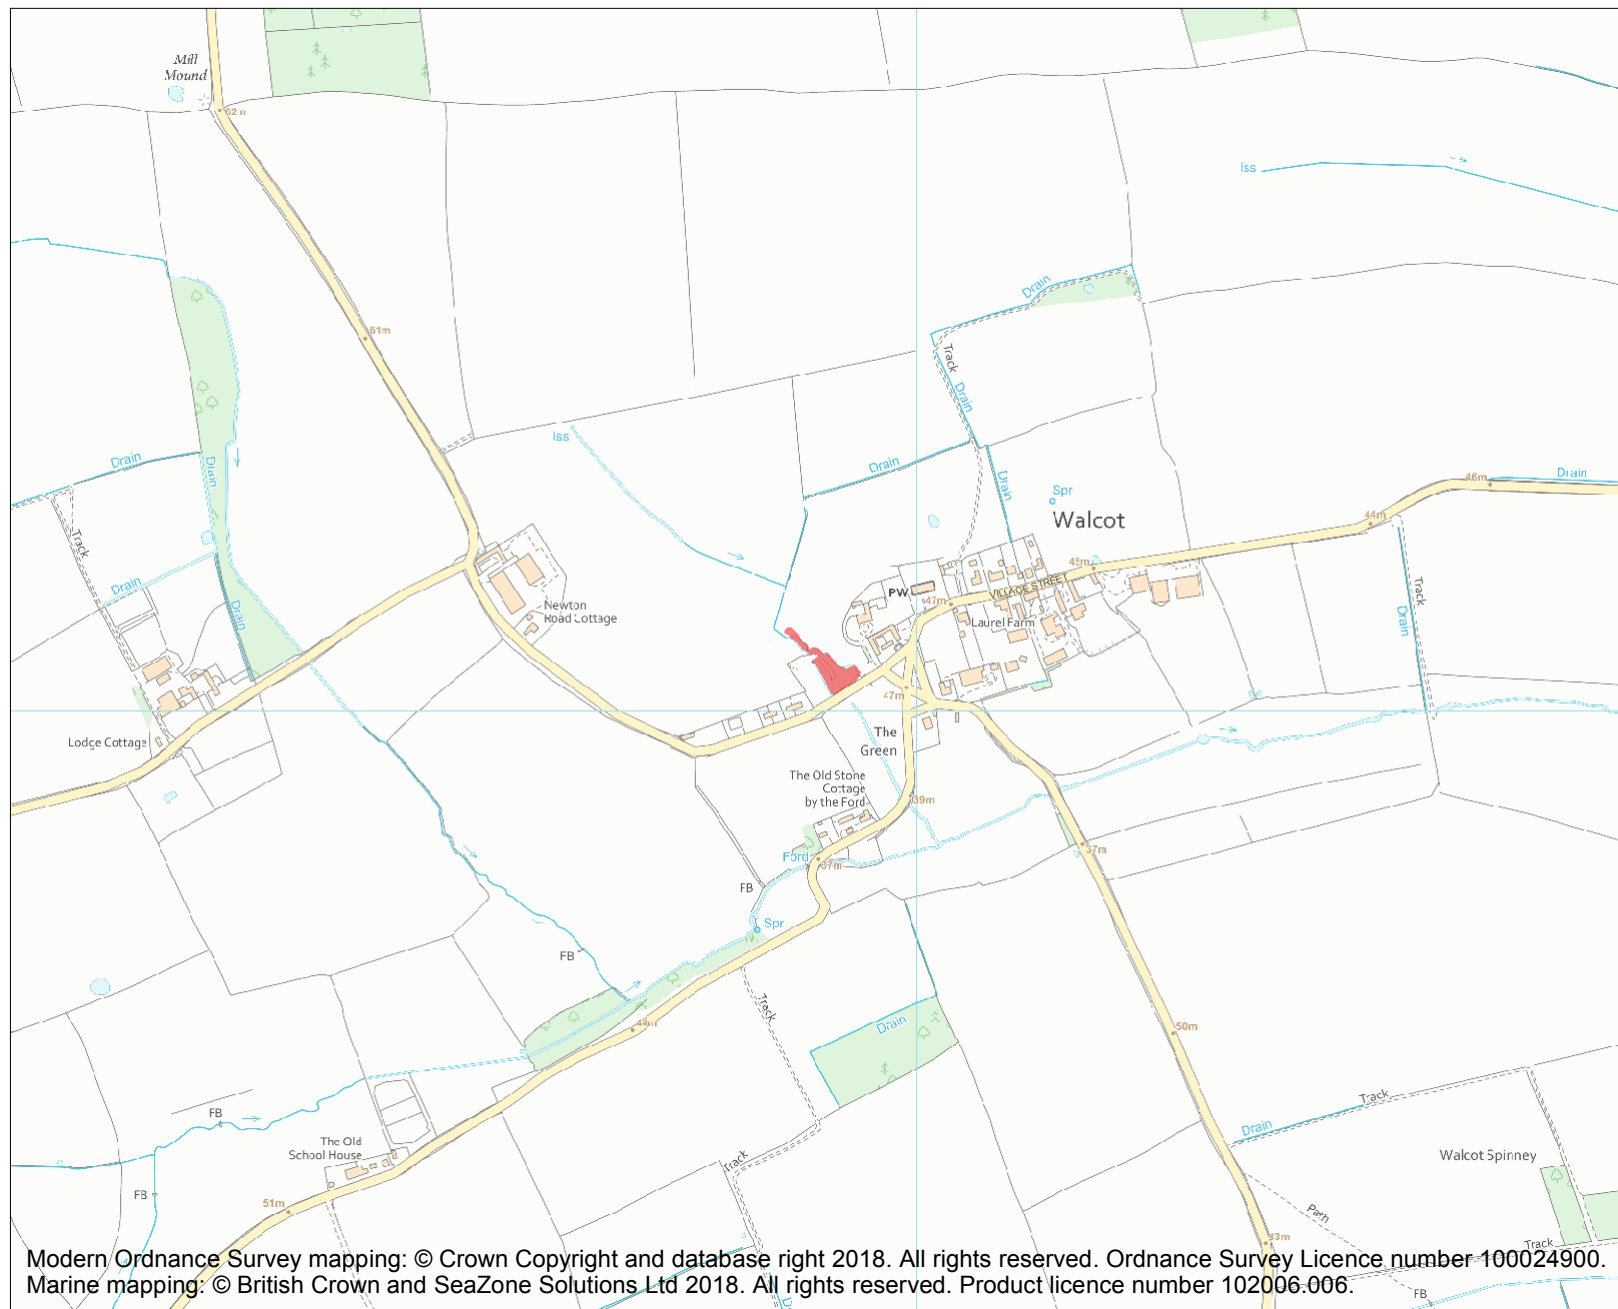 Mill
Mound
62m
Iss
Drain
61m
Track
Drain
Iss
Drain
Drain
Drain
Drain
Spr
46m
Drain
Walcot
44m
Track
45m
Drain
PW
VILLAGE STREET
47m
Track
Newton
Road Cottage
Laurel Farm
Drain
Drain
47m
Lodge Cottage
The
Green
The Old Stone
Cottage
by the Ford
39m
Ford
37m
37m
FB
Spr
FB
Track
44m
Drain
50m
Track
FB
Drain
The Old
School House
Walcot Spinney
Track
FB
51m
Path
43m
Track
Modern Ordnance Survey mapping: © Crown Copyright and database right 2018. All rights reserved. Ordnance Survey Licence number 100024900.
Marine mapping: © British Crown and SeaZone Solutions Ltd 2018. All rights reserved. Product licence number 102006.006.
FB